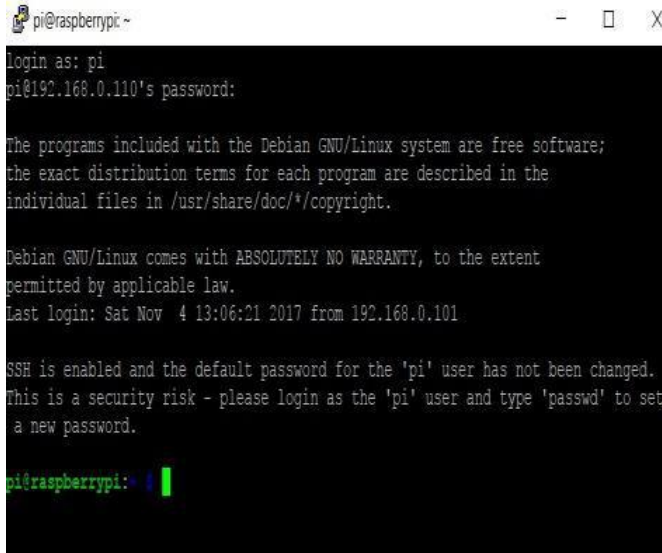 pi@raspberrypi: ~
login as: pi
pi@192.168.0.110's password:
The programs included with the Debian GNU/Linux system are free software;
the exact distribution terms for each program are described in the
individual files in /usr/share/doc/*/copyright.
Debian GNU/Linux comes with ABSOLUTELY NO WARRANTY, to the extent
permitted by applicable law.
Last login: Sat Nov  4 13:06:21 2017 from 192.168.0.101
SSH is enabled and the default password for the 'pi' user has not been changed.
This is a security risk - please login as the 'pi' user and type 'passwd' to set
 a new password.
pi@raspberrypi:~ $